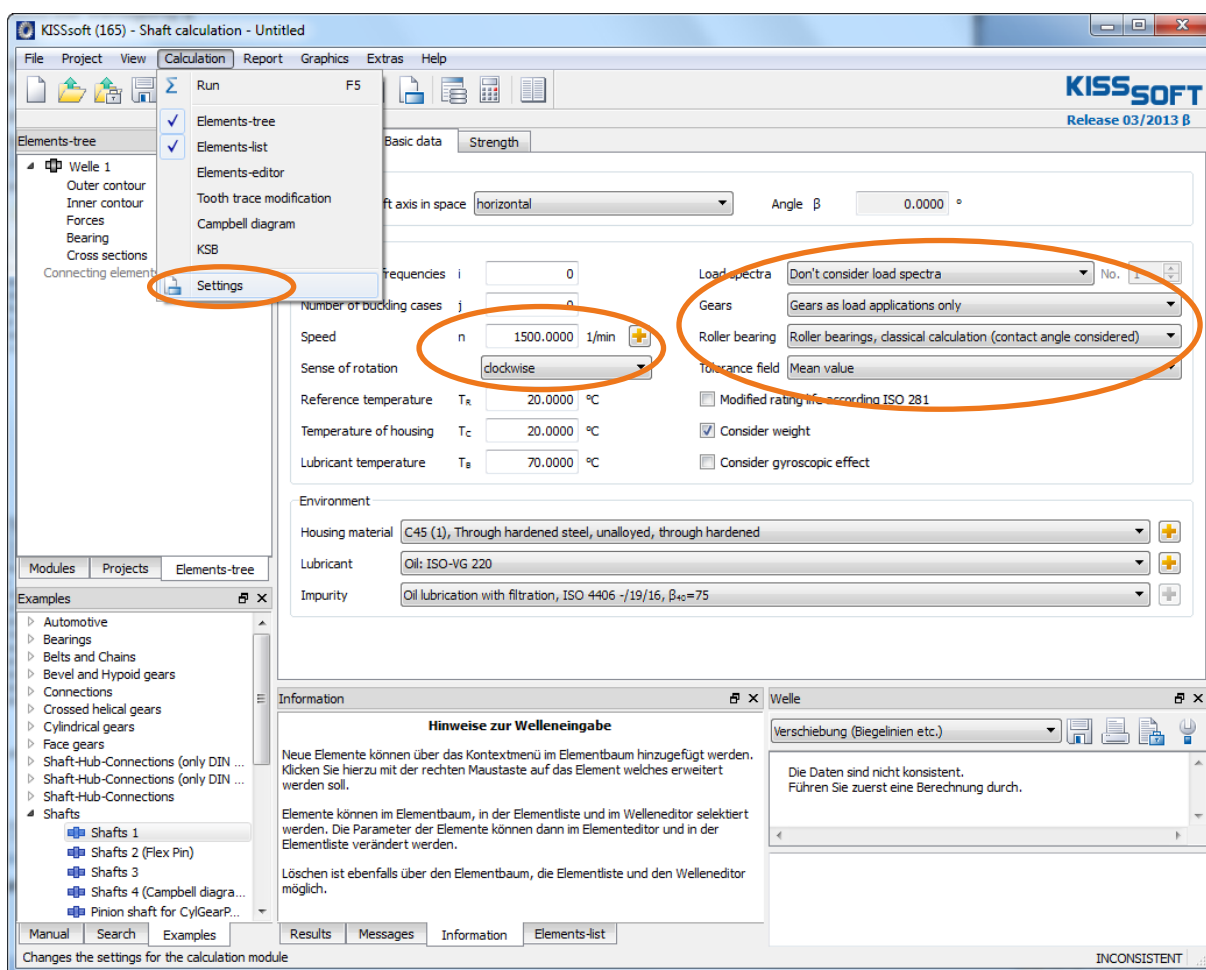 KISSsoft (165) - Shaft calculation - Untitled
File Project View Calculation Report Graphics Extras Help
KISSSOFT
Release 03/2013 β
Run F5
Elements-tree
Elements-list
Elements-editor
Tooth trace modification
Campbell diagram
KSB
Settings
Elements-tree
Welle 1
Outer contour
Inner contour
Forces
Bearing
Cross sections
Connecting element
Modules Projects Elements-tree
Basic data Strength
ft axis in space horizontal Angle β 0.0000 °
frequencies i 0
Number of buckling cases j 0
Speed n 1500.0000 1/min
Sense of rotation clockwise
Reference temperature TR 20.0000 °C
Temperature of housing TC 20.0000 °C
Lubricant temperature TB 70.0000 °C
Load spectra Don't consider load spectra No. 1
Gears Gears as load applications only
Roller bearing Roller bearings, classical calculation (contact angle considered)
Tolerance field Mean value
Modified rating life according ISO 281
Consider weight
Consider gyroscopic effect
Environment
Housing material C45 (1), Through hardened steel, unalloyed, through hardened
Lubricant Oil: ISO-VG 220
Impurity Oil lubrication with filtration, ISO 4406 -/19/16, β40=75
Examples
Automotive
Bearings
Belts and Chains
Bevel and Hypoid gears
Connections
Crossed helical gears
Cylindrical gears
Face gears
Shaft-Hub-Connections (only DIN ...
Shaft-Hub-Connections (only DIN ...
Shaft-Hub-Connections
Shafts
Shafts 1
Shafts 2 (Flex Pin)
Shafts 3
Shafts 4 (Campbell diagra...
Pinion shaft for CylGearP...
Manual Search Examples
Information
Hinweise zur Welleneingabe
Neue Elemente können über das Kontextmenü im Elementbaum hinzugefügt werden.
Klicken Sie hierzu mit der rechten Maustaste auf das Element welches erweitert
werden soll.
Elemente können im Elementbaum, in der Elementliste und im Welleneditor selektiert
werden. Die Parameter der Elemente können dann im Elementeditor und in der
Elementliste verändert werden.
Löschen ist ebenfalls über den Elementbaum, die Elementliste und den Welleneditor
möglich.
Results Messages Information Elements-list
Welle
Verschiebung (Biegelinien etc.)
Die Daten sind nicht konsistent.
Führen Sie zuerst eine Berechnung durch.
Changes the settings for the calculation module INCONSISTENT